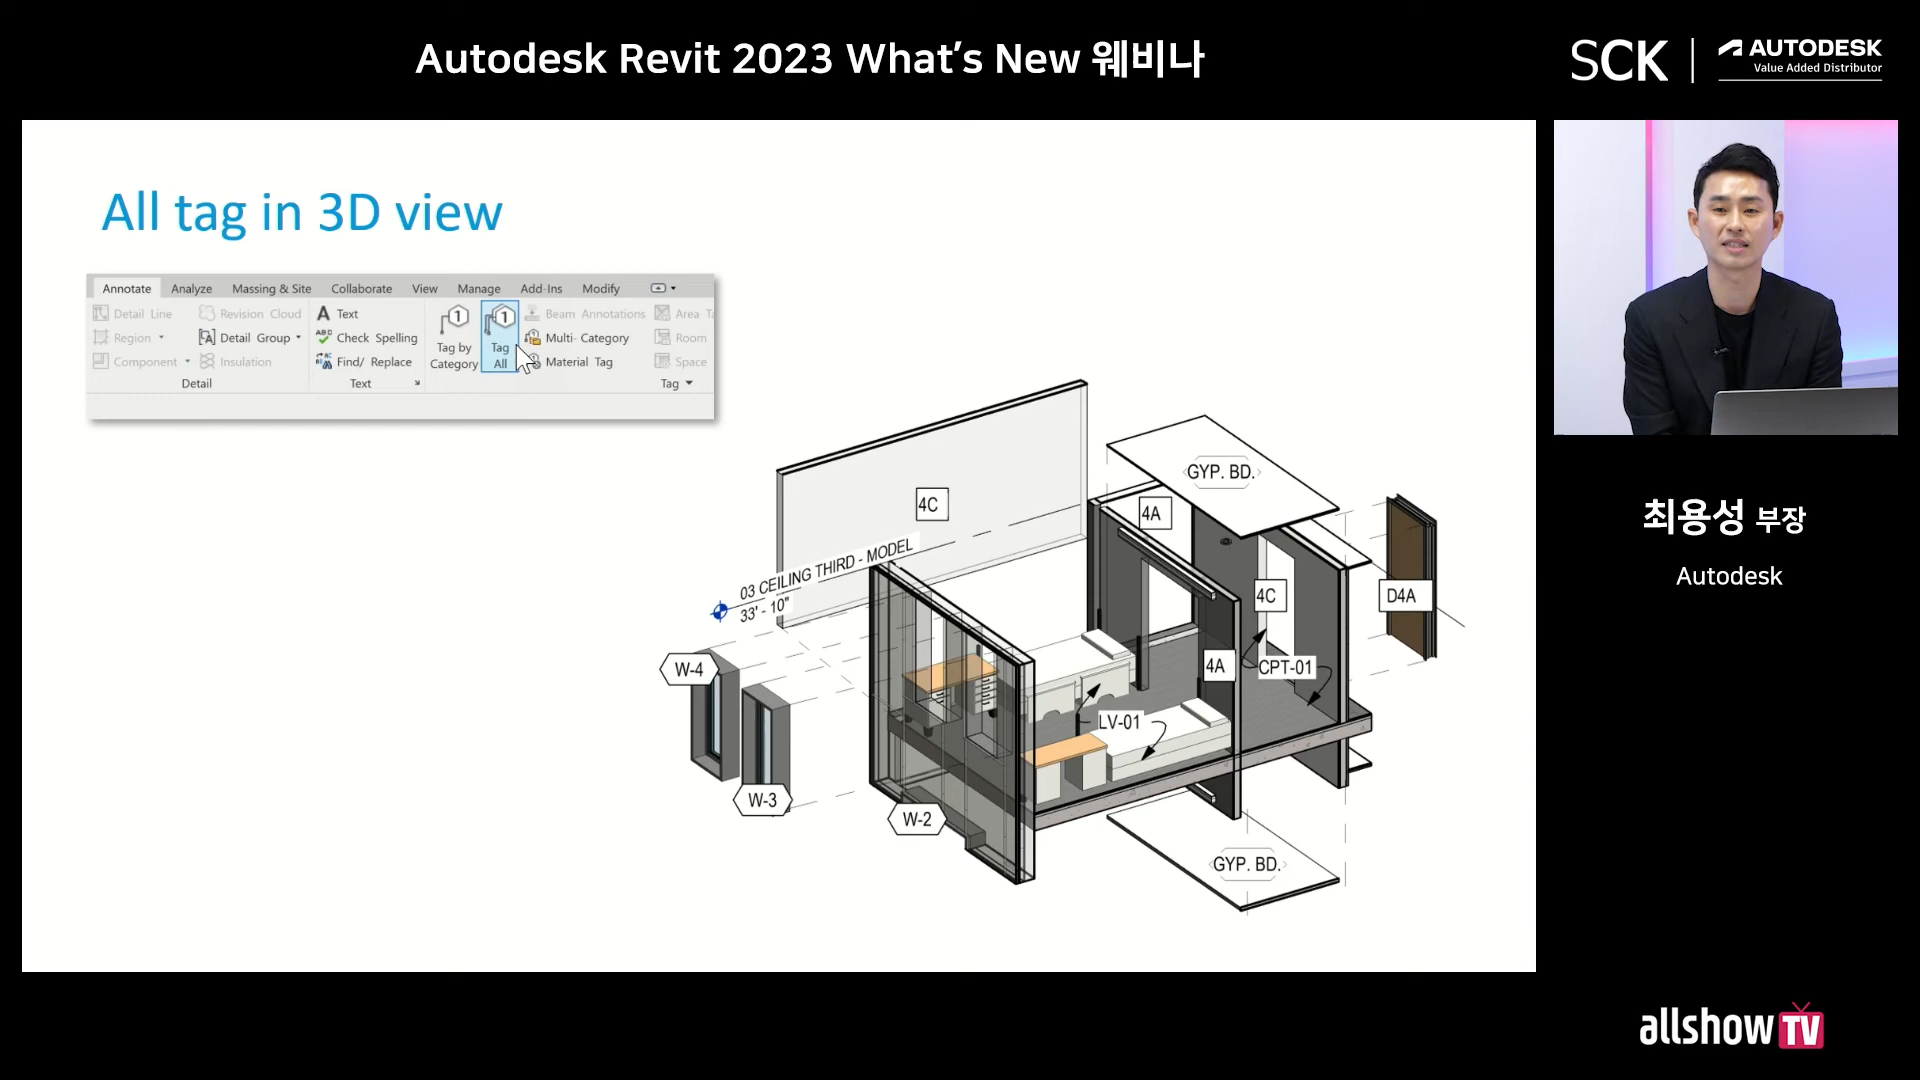 Autodesk Revit 2023 What's New 웨비나
SCK
AUTODESK
Value Added Distributor
All tag in 3D view
Annotate Analyze Massing & Site Collaborate View Manage Add-Ins Modify
Detail Line Revision Cloud A Text Beam Annotations Area
Region Detail Group Check Spelling Multi- Category Room
Component Insulation Find/ Replace Material Tag Space
Tag by Category
Tag All
Detail Text Tag
4C
GYP. BD.
4A
03 CEILING THIRD - MODEL
33' - 10"
4C
D4A
W-4
4A
CPT-01
LV-01
W-3
W-2
GYP. BD.
최용성 부장
Autodesk
allshowTV